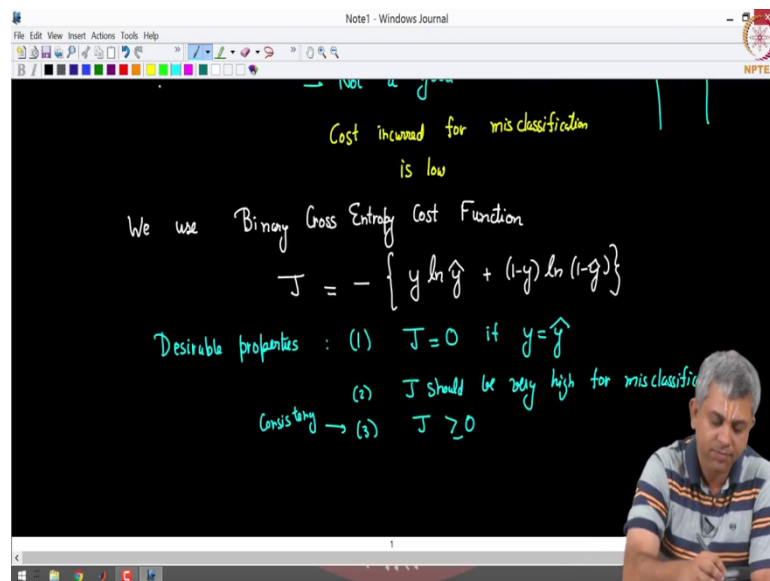 Note1 - Windows Journal
File Edit View Insert Actions Tools Help
NPTE
→ Not a good
Cost incurred for misclassification
is low
We use Binary Cross Entropy Cost Function
J = - { y ln ŷ + (1-y) ln (1-ŷ) }
Desirable properties : (1) J = 0 if y = ŷ
(2) J should be very high for misclassific
Consistency → (3) J ≥ 0
1